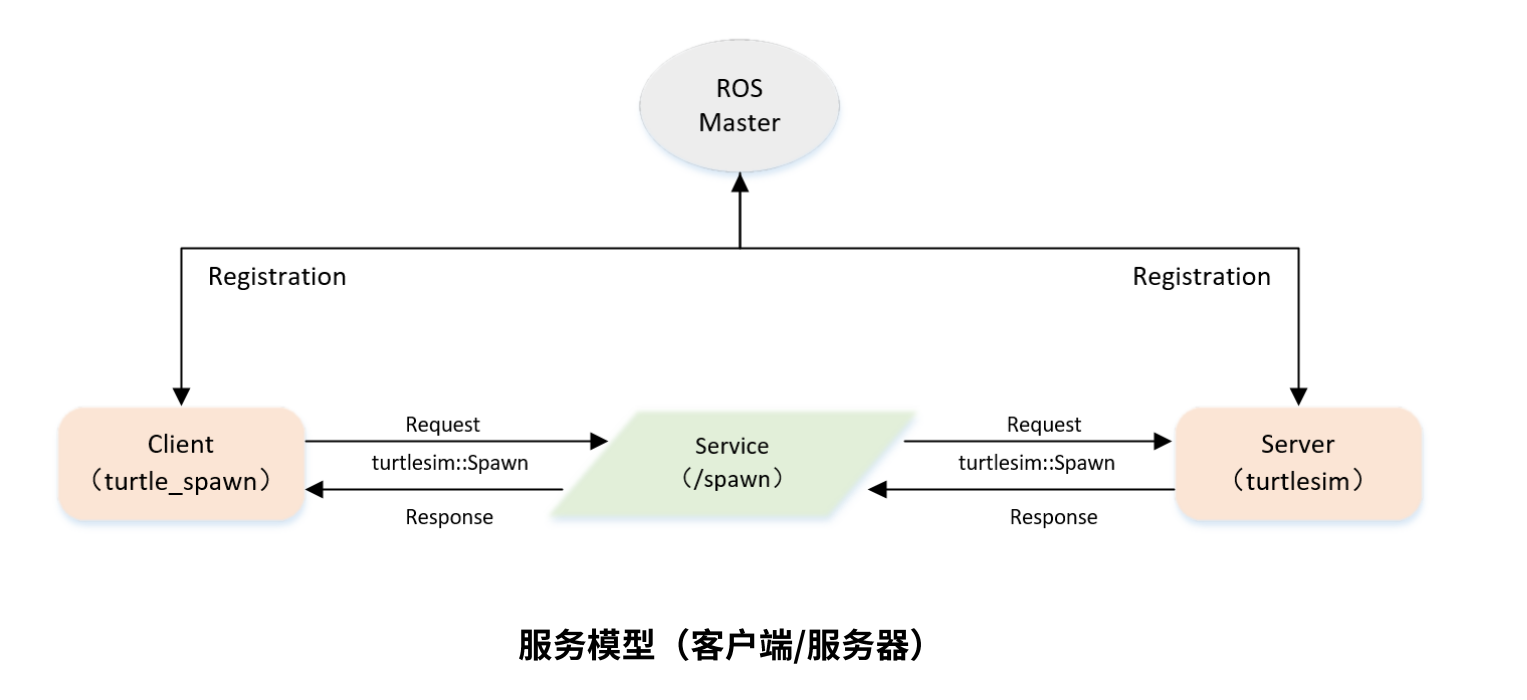 ROS
Master
Registration
Registration
Client
（turtle_spawn）
Request
turtlesim::Spawn
Response
Service
（/spawn）
Request
turtlesim::Spawn
Response
Server
（turtlesim）
服务模型（客户端/服务器）